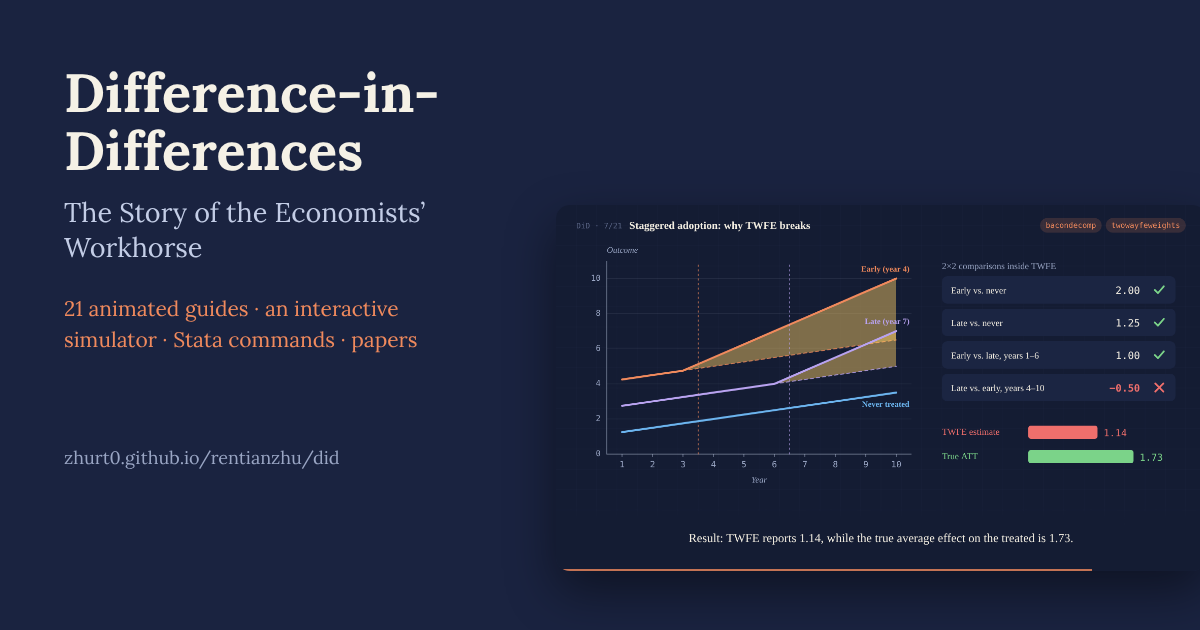 Difference-in-
Differences
The Story of the Economists’
Workhorse
21 animated guides · an interactive
simulator · Stata commands · papers
zhurt0.github.io/rentianzhu/did
DiD · 7/21 Staggered adoption: why TWFE breaks
bacondecomp twowayfeweights
Outcome
10
8
6
4
2
0
1 2 3 4 5 6 7 8 9 10
Year
Early (year 4)
Late (year 7)
Never treated
2×2 comparisons inside TWFE
Early vs. never 2.00 ✓
Late vs. never 1.25 ✓
Early vs. late, years 1–6 1.00 ✓
Late vs. early, years 4–10 −0.50 ✕
TWFE estimate 1.14
True ATT 1.73
Result: TWFE reports 1.14, while the true average effect on the treated is 1.73.